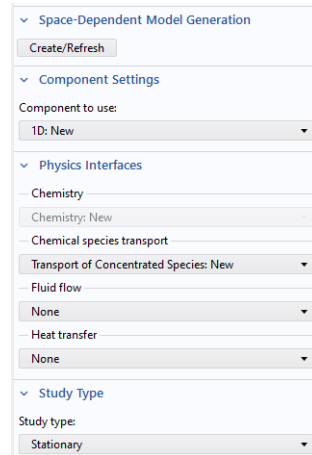 Space-Dependent Model Generation
Create/Refresh
Component Settings
Component to use:
1D: New
Physics Interfaces
Chemistry
Chemistry: New
Chemical species transport
Transport of Concentrated Species: New
Fluid flow
None
Heat transfer
None
Study Type
Study type:
Stationary